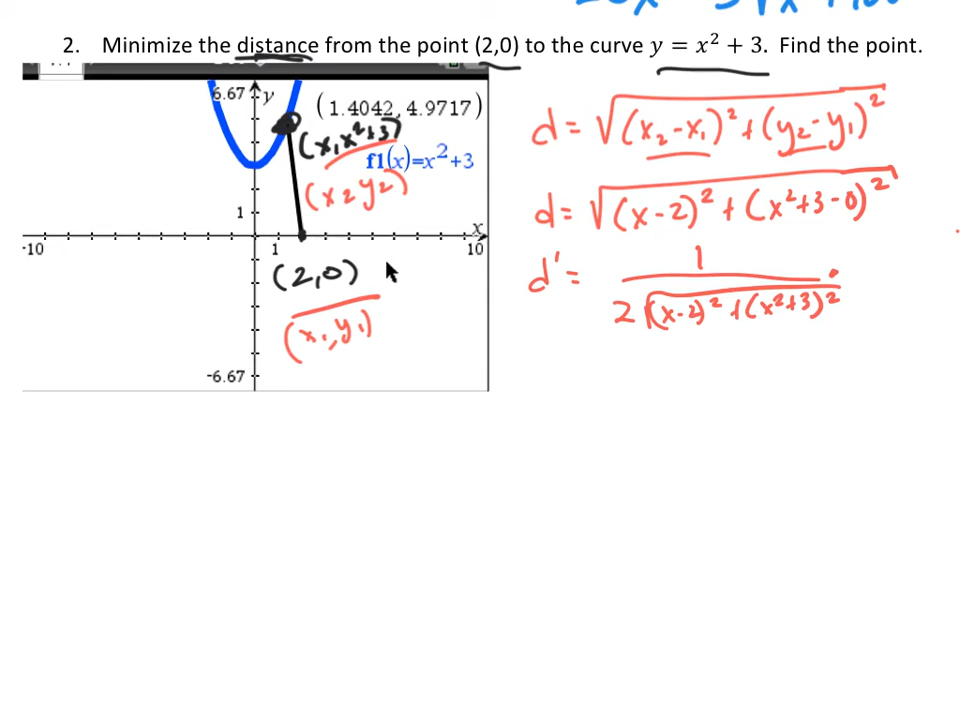 2. Minimize the distance from the point (2,0) to the curve y = x² + 3. Find the point.
6.67 y
(1.4042, 4.9717)
(x, x²+3)
f1(x)=x²+3
(x₂ y₂)
1
x
-10 1 10
(2,0)
(x₁, y₁)
-6.67
d = √(x₂-x₁)² + (y₂-y₁)²
d = √(x-2)² + (x²+3-0)²
d' = 1 / 2√(x-2)² + (x²+3)² ·